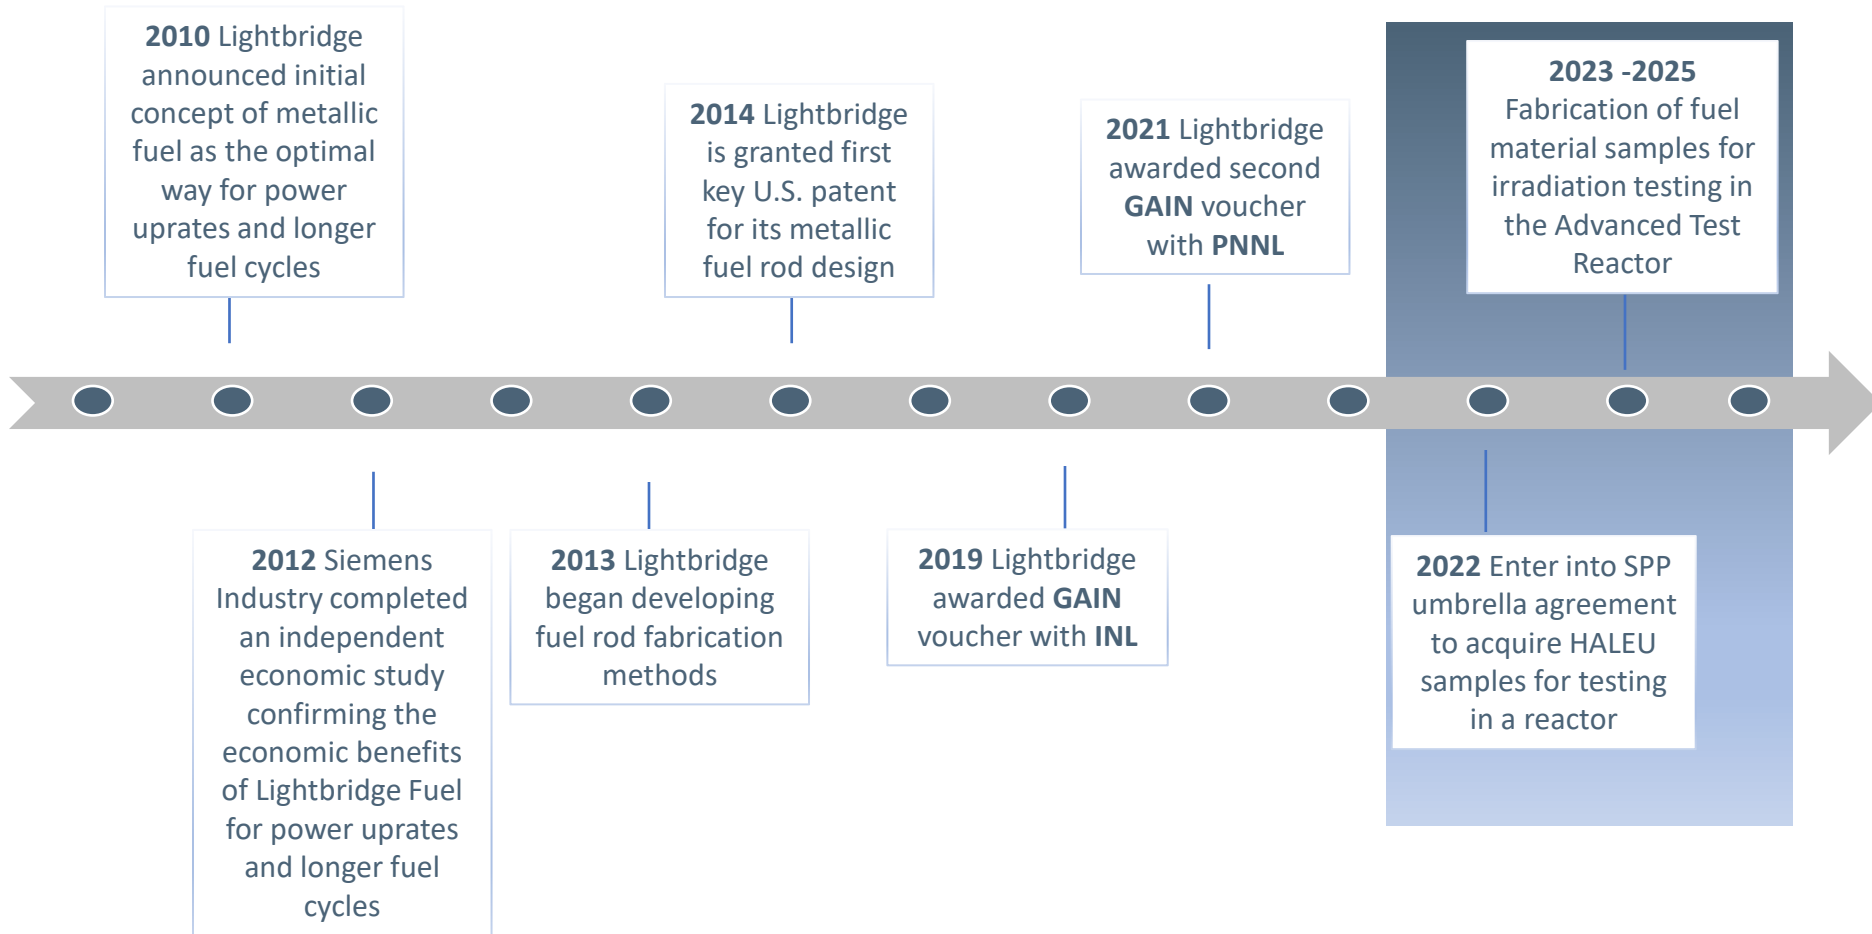 2010 Lightbridge
announced initial
concept of metallic
fuel as the optimal
way for power
uprates and longer
fuel cycles
2014 Lightbridge
is granted first
key U.S. patent
for its metallic
fuel rod design
2021 Lightbridge
awarded second
GAIN voucher
with PNNL
2023 -2025
Fabrication of fuel
material samples for
irradiation testing in
the Advanced Test
Reactor
2012 Siemens
Industry completed
an independent
economic study
confirming the
economic benefits
of Lightbridge Fuel
for power uprates
and longer fuel
cycles
2013 Lightbridge
began developing
fuel rod fabrication
methods
2019 Lightbridge
awarded GAIN
voucher with INL
2022 Enter into SPP
umbrella agreement
to acquire HALEU
samples for testing
in a reactor